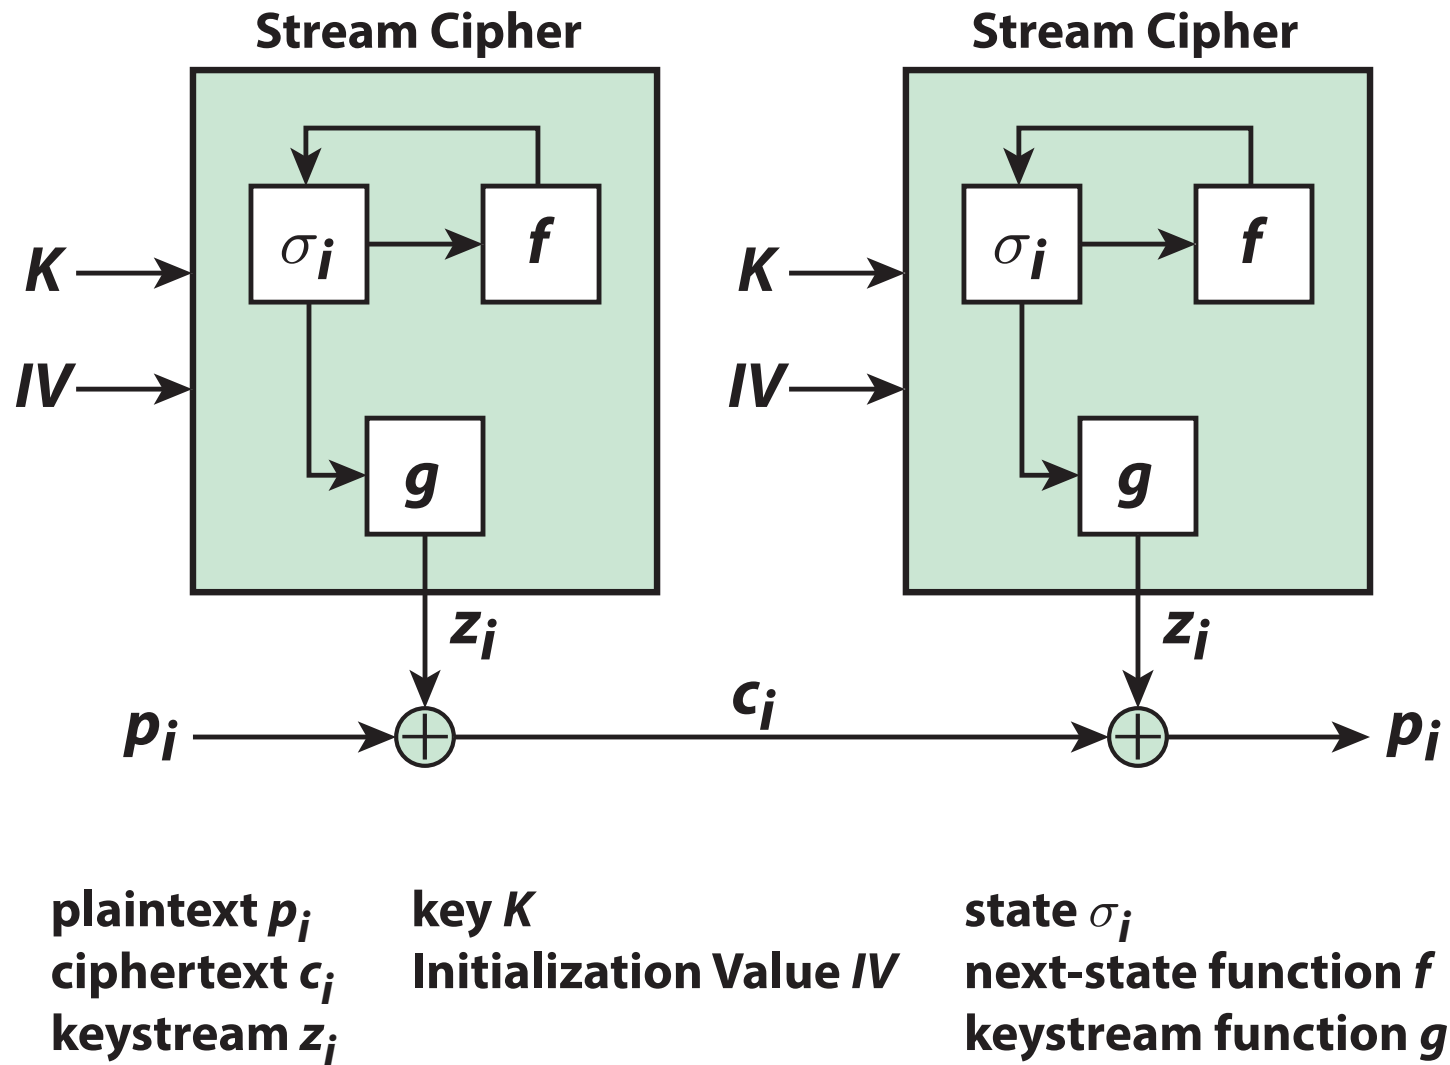 Stream Cipher Stream Cipher
σi f σi f
K K
IV IV
g g
zi zi
pi ci pi
plaintext pi key K state σi
ciphertext ci Initialization Value IV next-state function f
keystream zi keystream function g